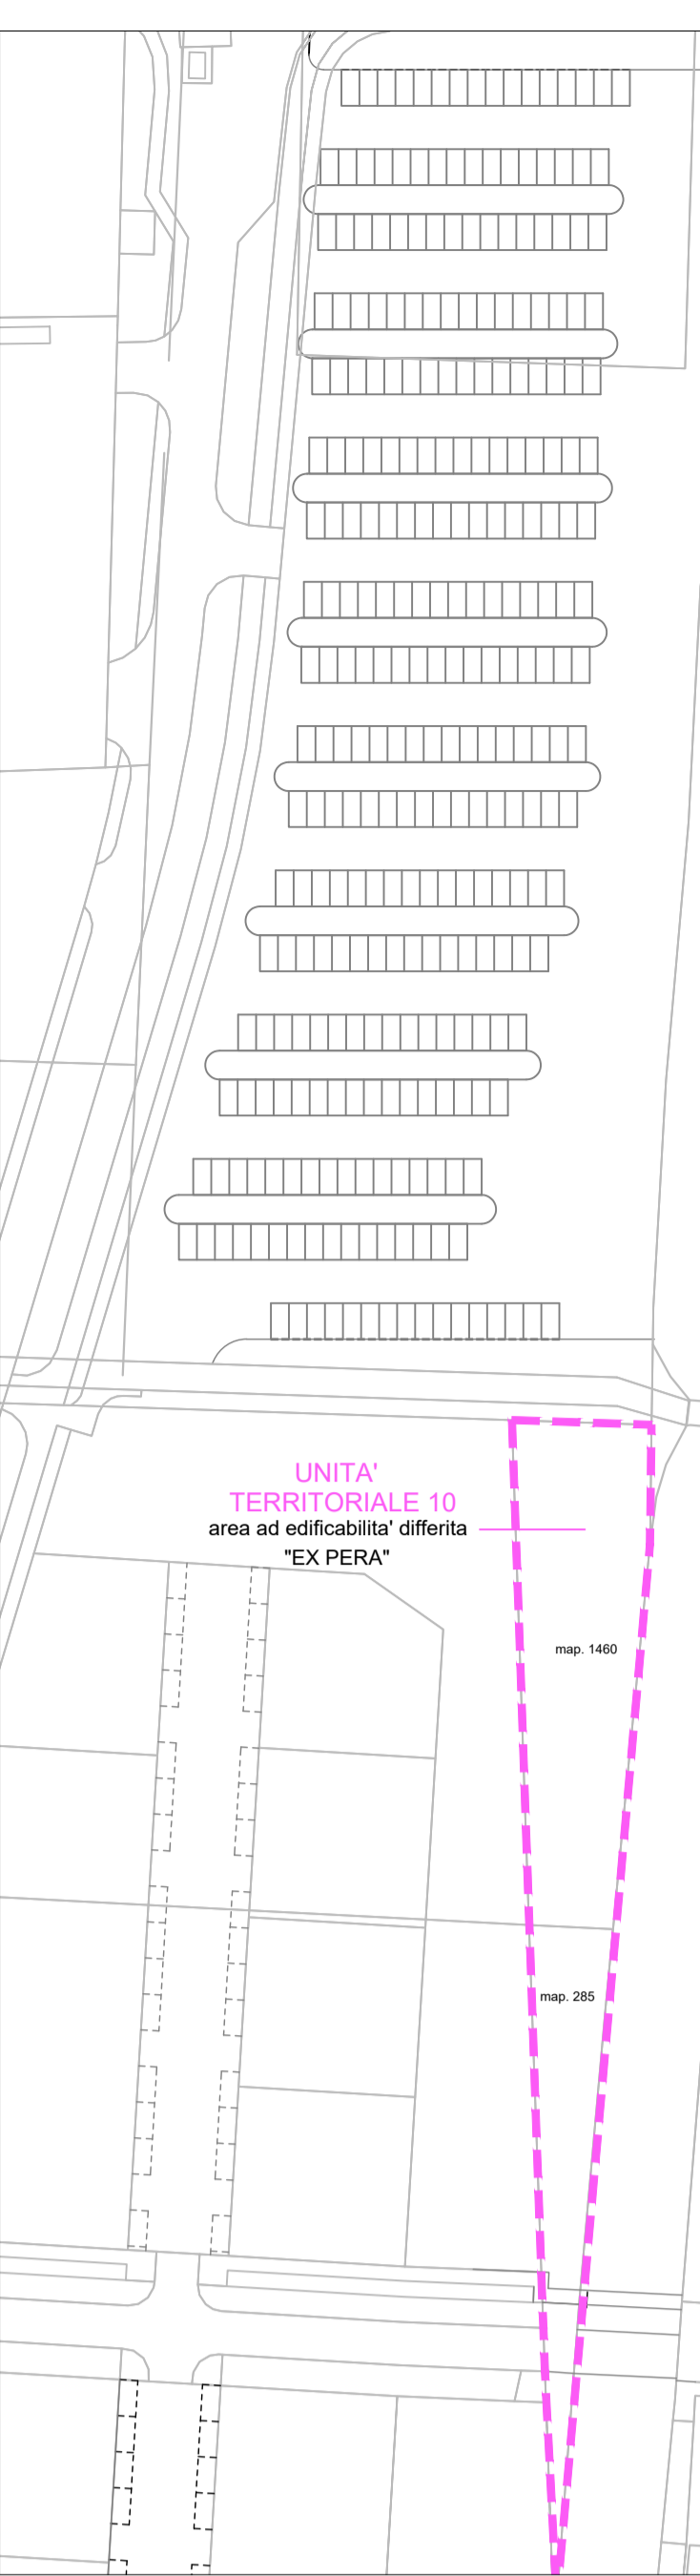 UNITA'
TERRITORIALE 10
area ad edificabilita' differita
"EX PERA"
map. 1460
map. 285